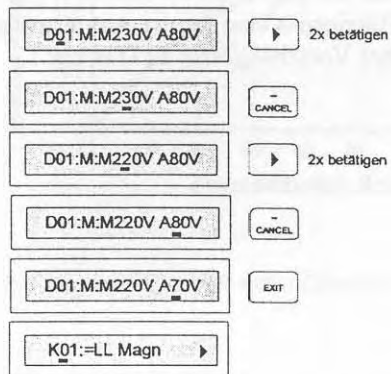 D01:M:M230V A80V 2x betätigen
D01:M:M230V A80V - CANCEL
D01:M:M220V A80V 2x betätigen
D01:M:M220V A80V - CANCEL
D01:M:M220V A70V EXIT
K01:=LL Magn